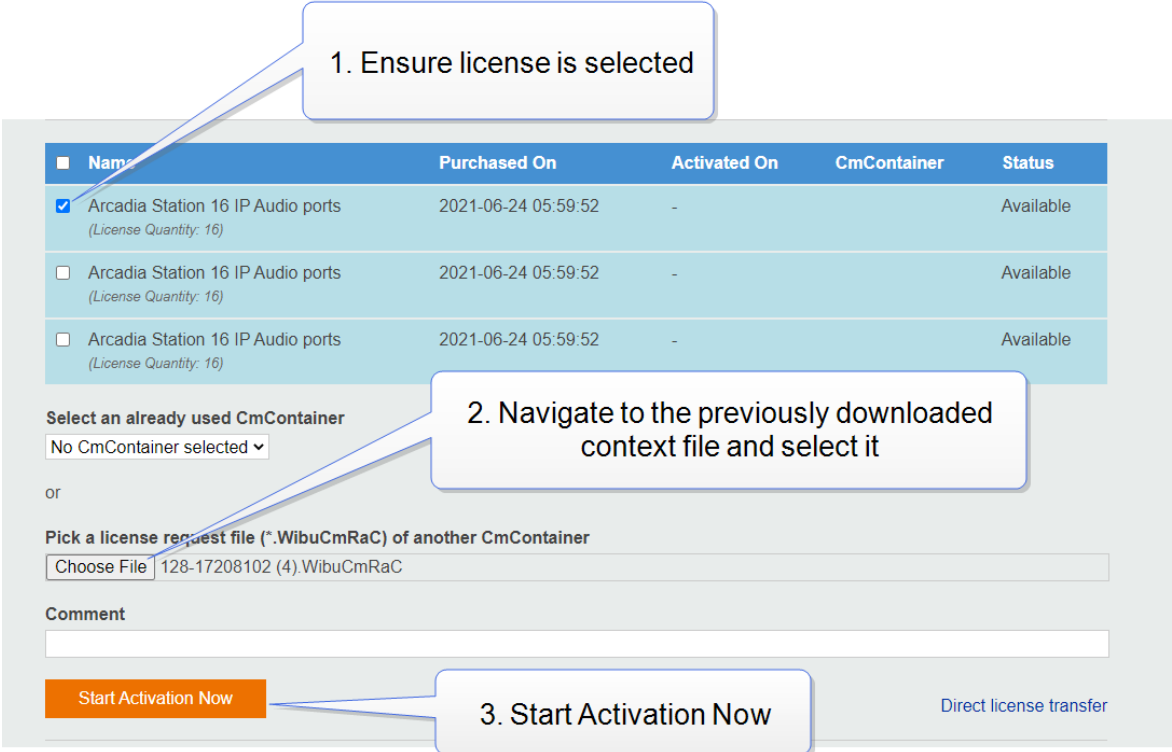 1. Ensure license is selected
Name Purchased On Activated On CmContainer Status
Arcadia Station 16 IP Audio ports 2021-06-24 05:59:52 - Available
(License Quantity: 16)
Arcadia Station 16 IP Audio ports 2021-06-24 05:59:52 - Available
(License Quantity: 16)
Arcadia Station 16 IP Audio ports 2021-06-24 05:59:52 - Available
(License Quantity: 16)
2. Navigate to the previously downloaded
context file and select it
Select an already used CmContainer
No CmContainer selected
or
Pick a license request file (*.WibuCmRaC) of another CmContainer
Choose File 128-17208102 (4).WibuCmRaC
Comment
Start Activation Now
3. Start Activation Now
Direct license transfer